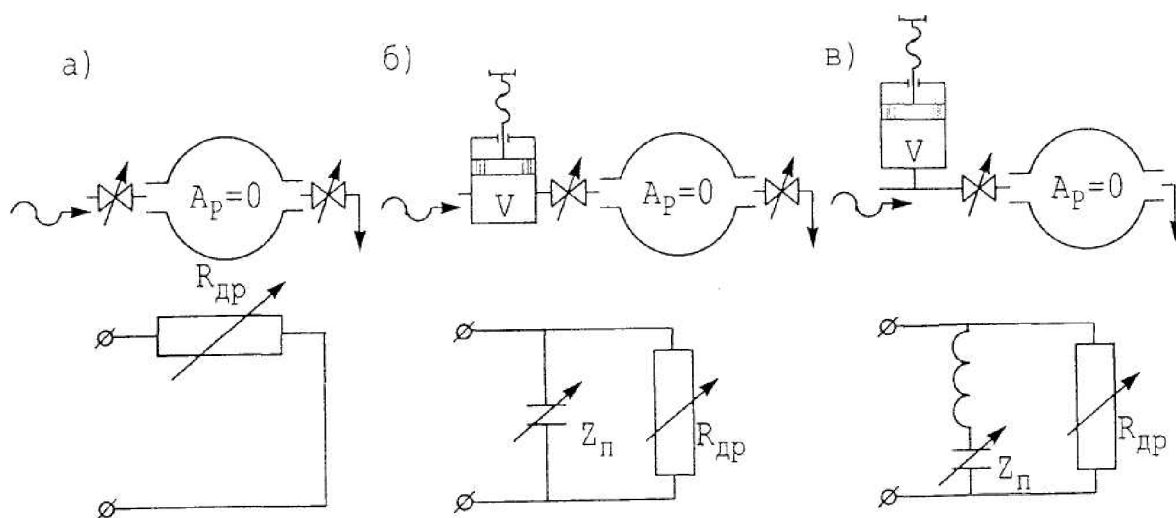 а) б) в)
V
V
A_p=0 A_p=0 A_p=0
R_др
Z_п R_др
Z_п R_др